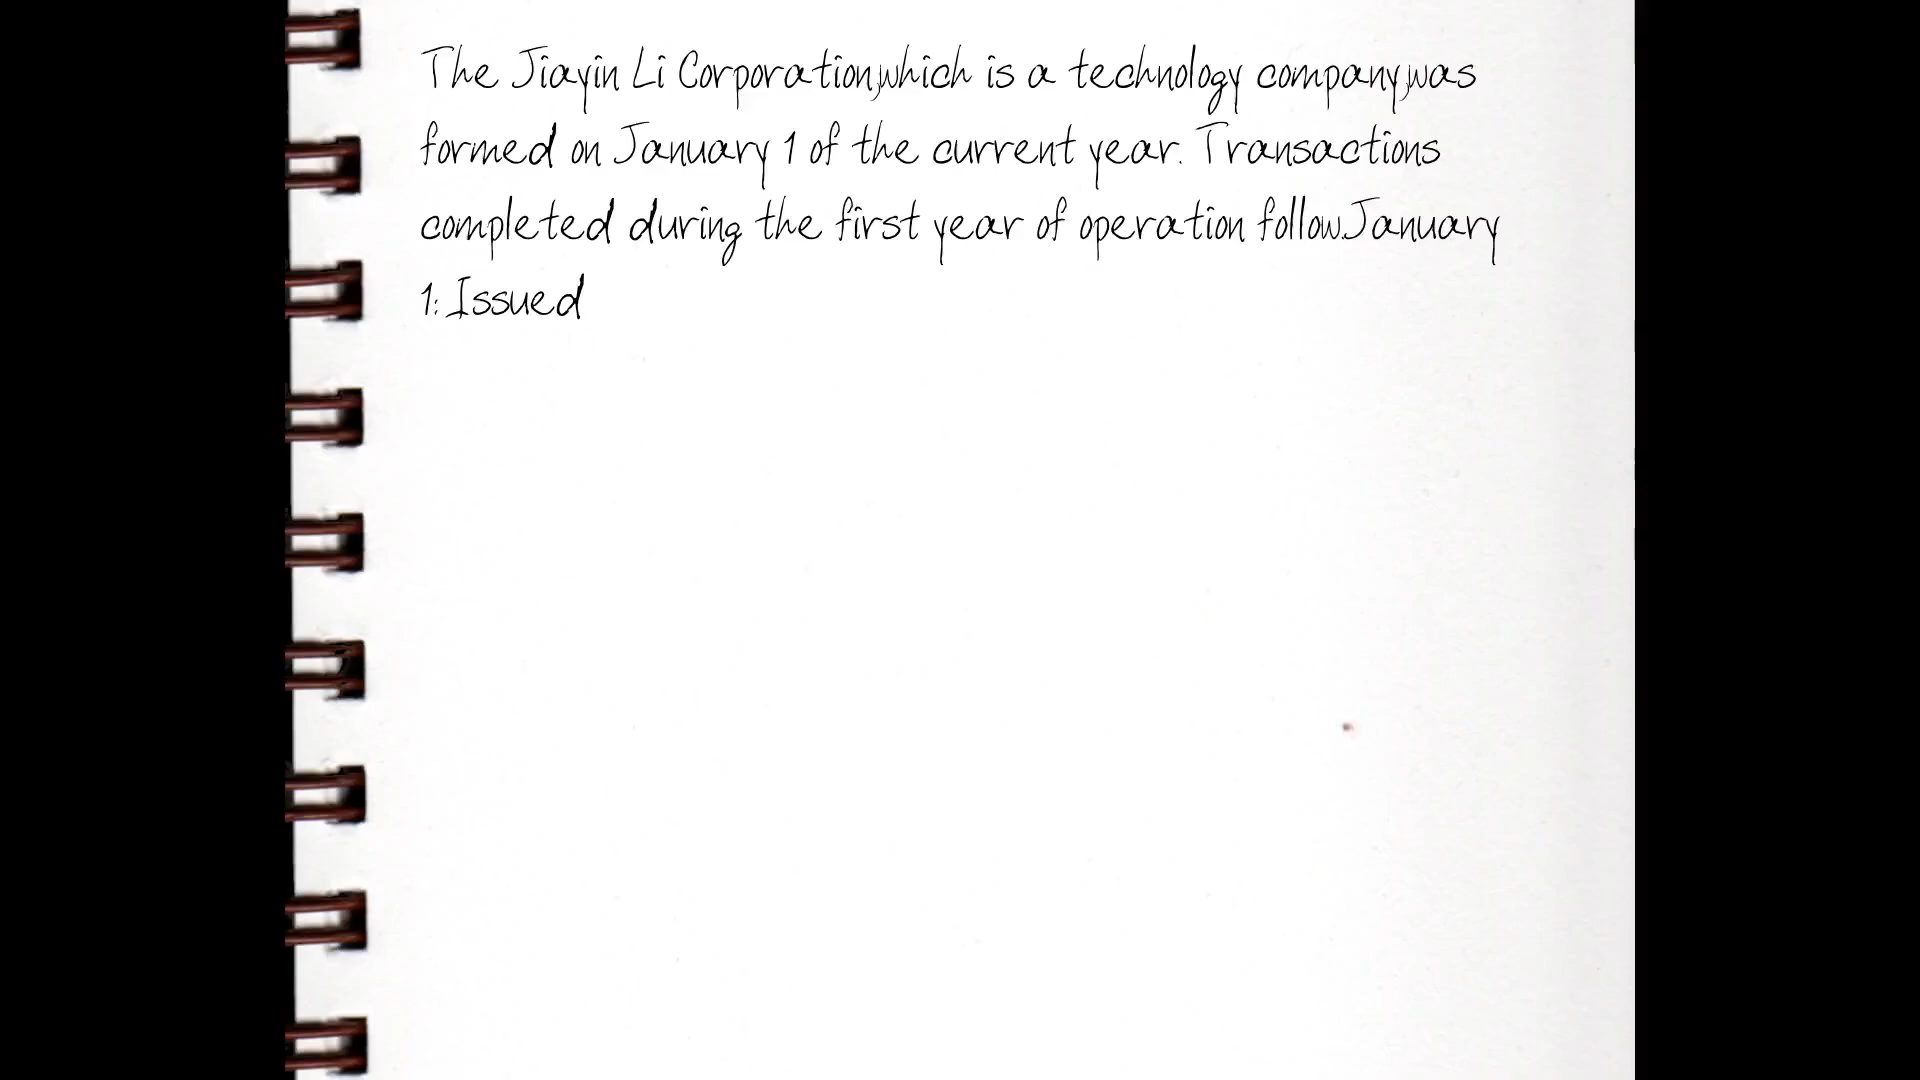 The Jiayin Li Corporation,which is a technology company,was
formed on January 1 of the current year. Transactions
completed during the first year of operation follow.January
1: Issued